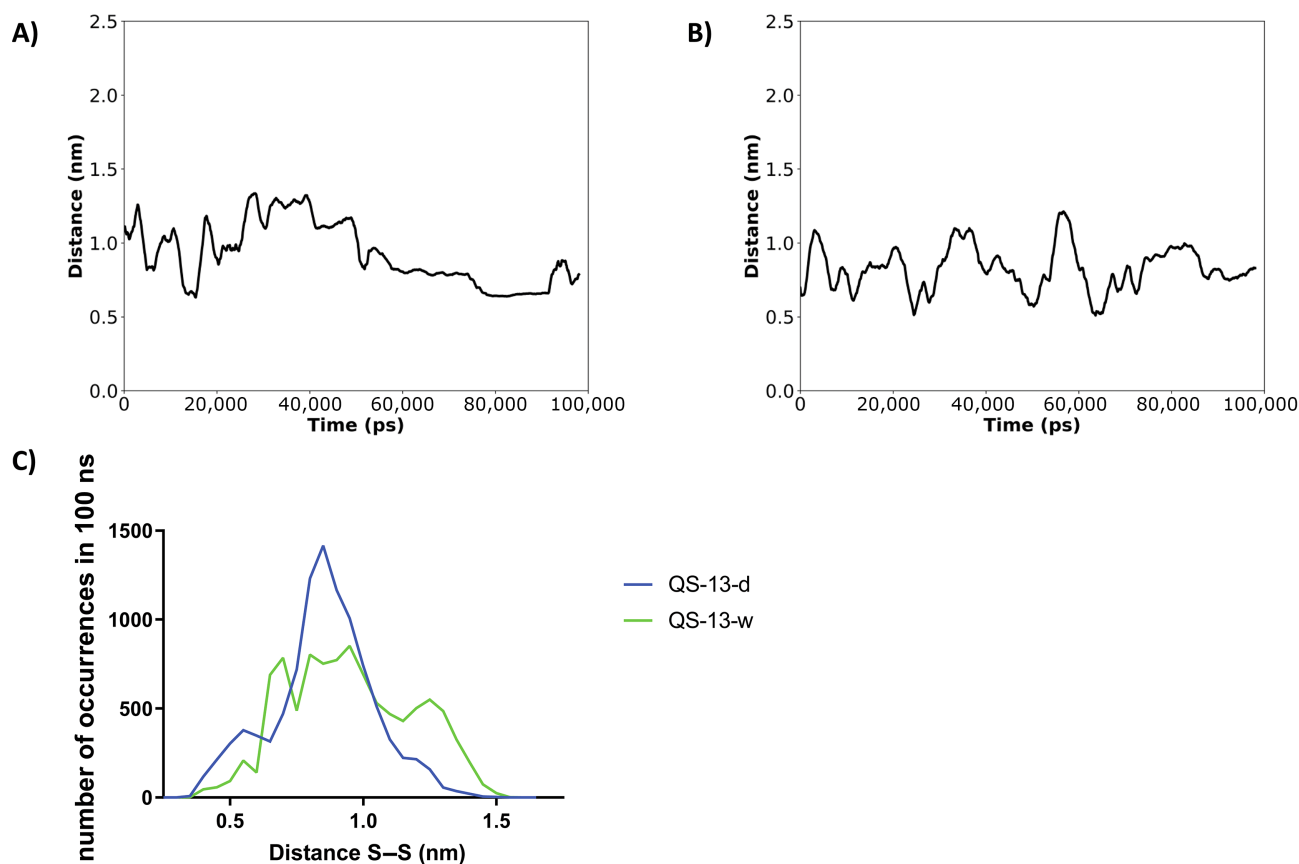 A)
2.5
2.0
1.5
1.0
0.5
0.0
Distance (nm)
0 20,000 40,000 60,000 80,000 100,000
Time (ps)
B)
2.5
2.0
1.5
1.0
0.5
0.0
Distance (nm)
0 20,000 40,000 60,000 80,000 100,000
Time (ps)
C)
number of occurrences in 100 ns
1500
1000
500
0
0.5 1.0 1.5
Distance S–S (nm)
QS-13-d
QS-13-w